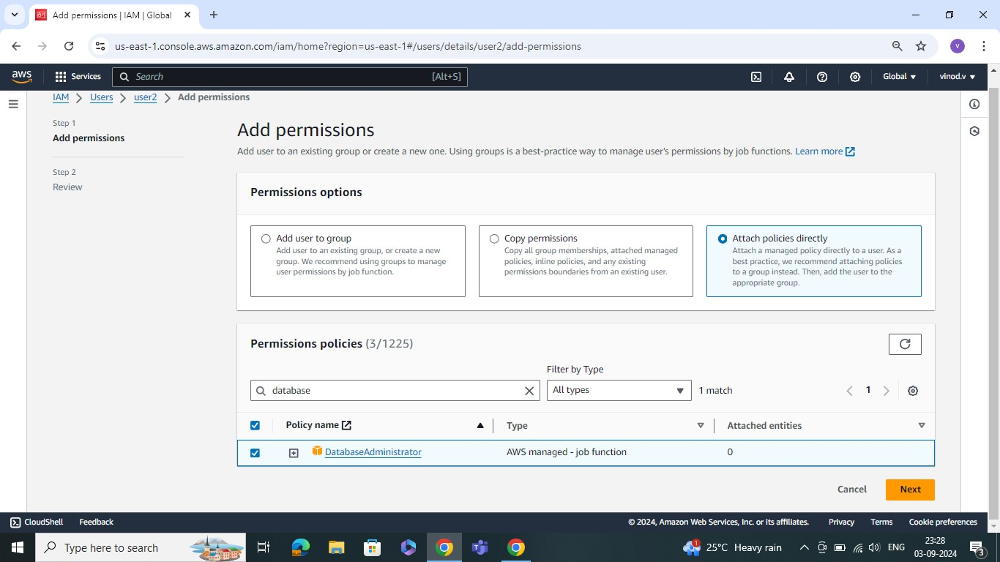 Add permissions | IAM | Global
us-east-1.console.aws.amazon.com/iam/home?region=us-east-1#/users/details/user2/add-permissions
V
aws Services Search [Alt+S] Global vinod.v
IAM Users user2 Add permissions
Step 1
Add permissions
Step 2
Review
Add permissions
Add user to an existing group or create a new one. Using groups is a best-practice way to manage user's permissions by job functions. Learn more
Permissions options
Add user to group
Add user to an existing group, or create a new
group. We recommend using groups to manage
user permissions by job function.
Copy permissions
Copy all group memberships, attached managed
policies, inline policies, and any existing
permissions boundaries from an existing user.
Attach policies directly
Attach a managed policy directly to a user. As a
best practice, we recommend attaching policies
to a group instead. Then, add the user to the
appropriate group.
Permissions policies (3/1225)
Filter by Type
database All types 1 match 1
Policy name Type Attached entities
DatabaseAdministrator AWS managed - job function 0
Cancel Next
CloudShell Feedback © 2024, Amazon Web Services, Inc. or its affiliates. Privacy Terms Cookie preferences
Type here to search 1 25°C Heavy rain ENG 23:28 3
03-09-2024